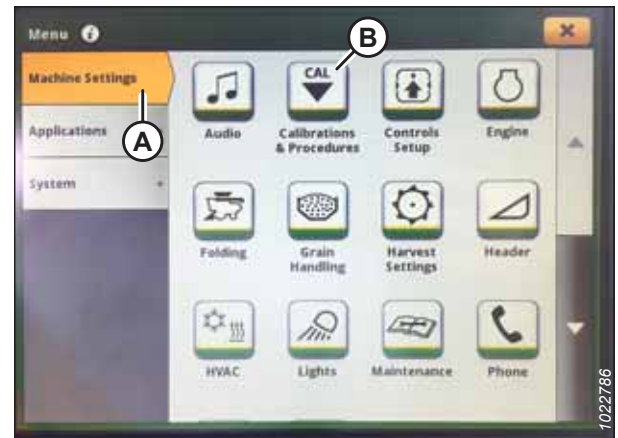 Menu i
B
Machine Settings
A
Applications
System
Audio
CAL
Calibrations
& Procedures
Controls
Setup
Engine
Folding
Grain
Handling
Harvest
Settings
Header
HVAC
Lights
Maintenance
Phone
1022786